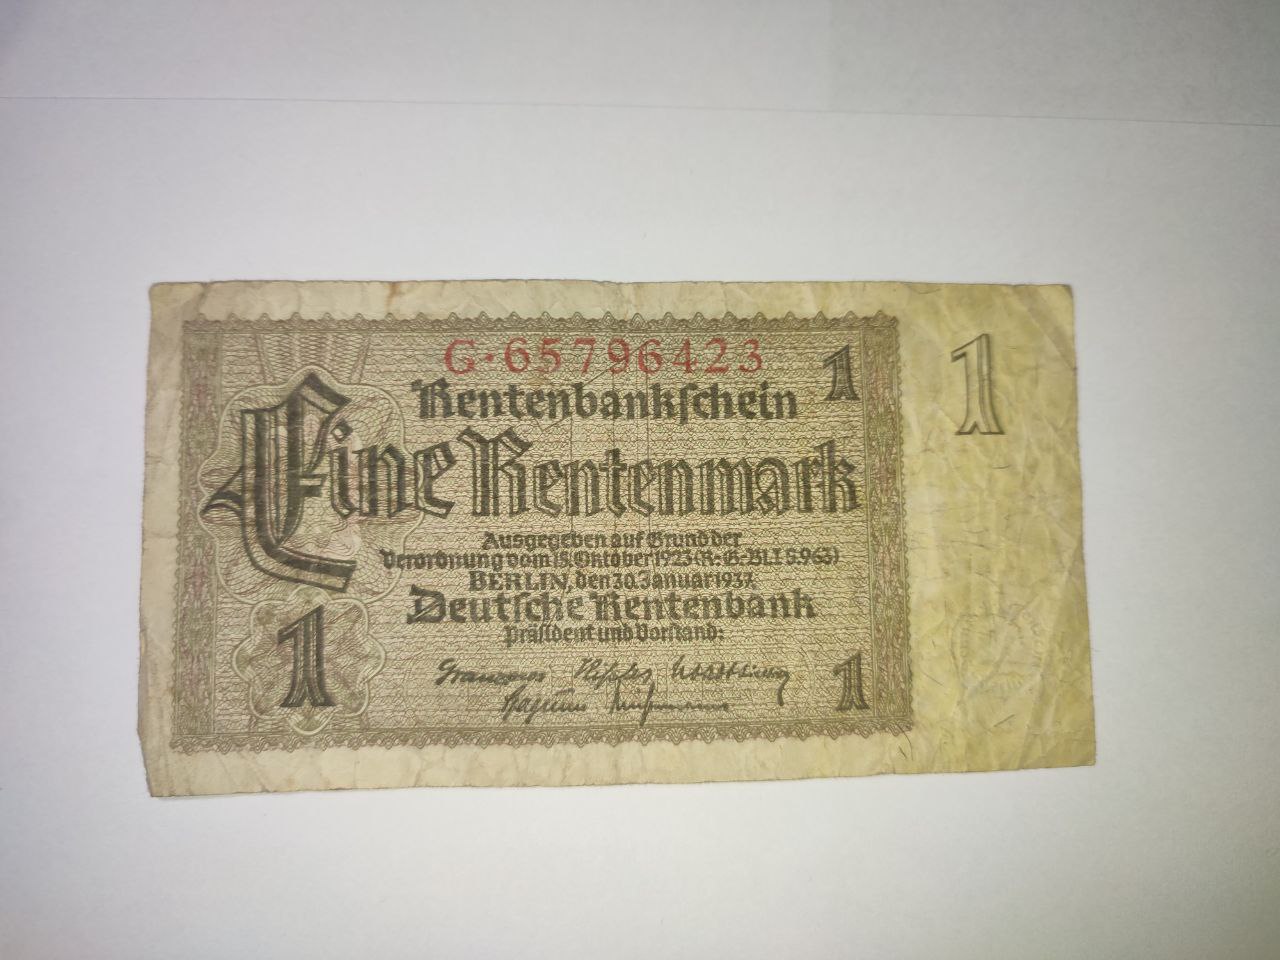 G·65796423
1
1
Rentenbankschein
Eine Rentenmark
Ausgegeben auf Grund der
Verordnung vom 15. Oktober 1923 (R.-G.-Bl. I S. 963)
BERLIN, den 30. Januar 1937
Deutsche Rentenbank
Präsident und Vorstand:
1
1